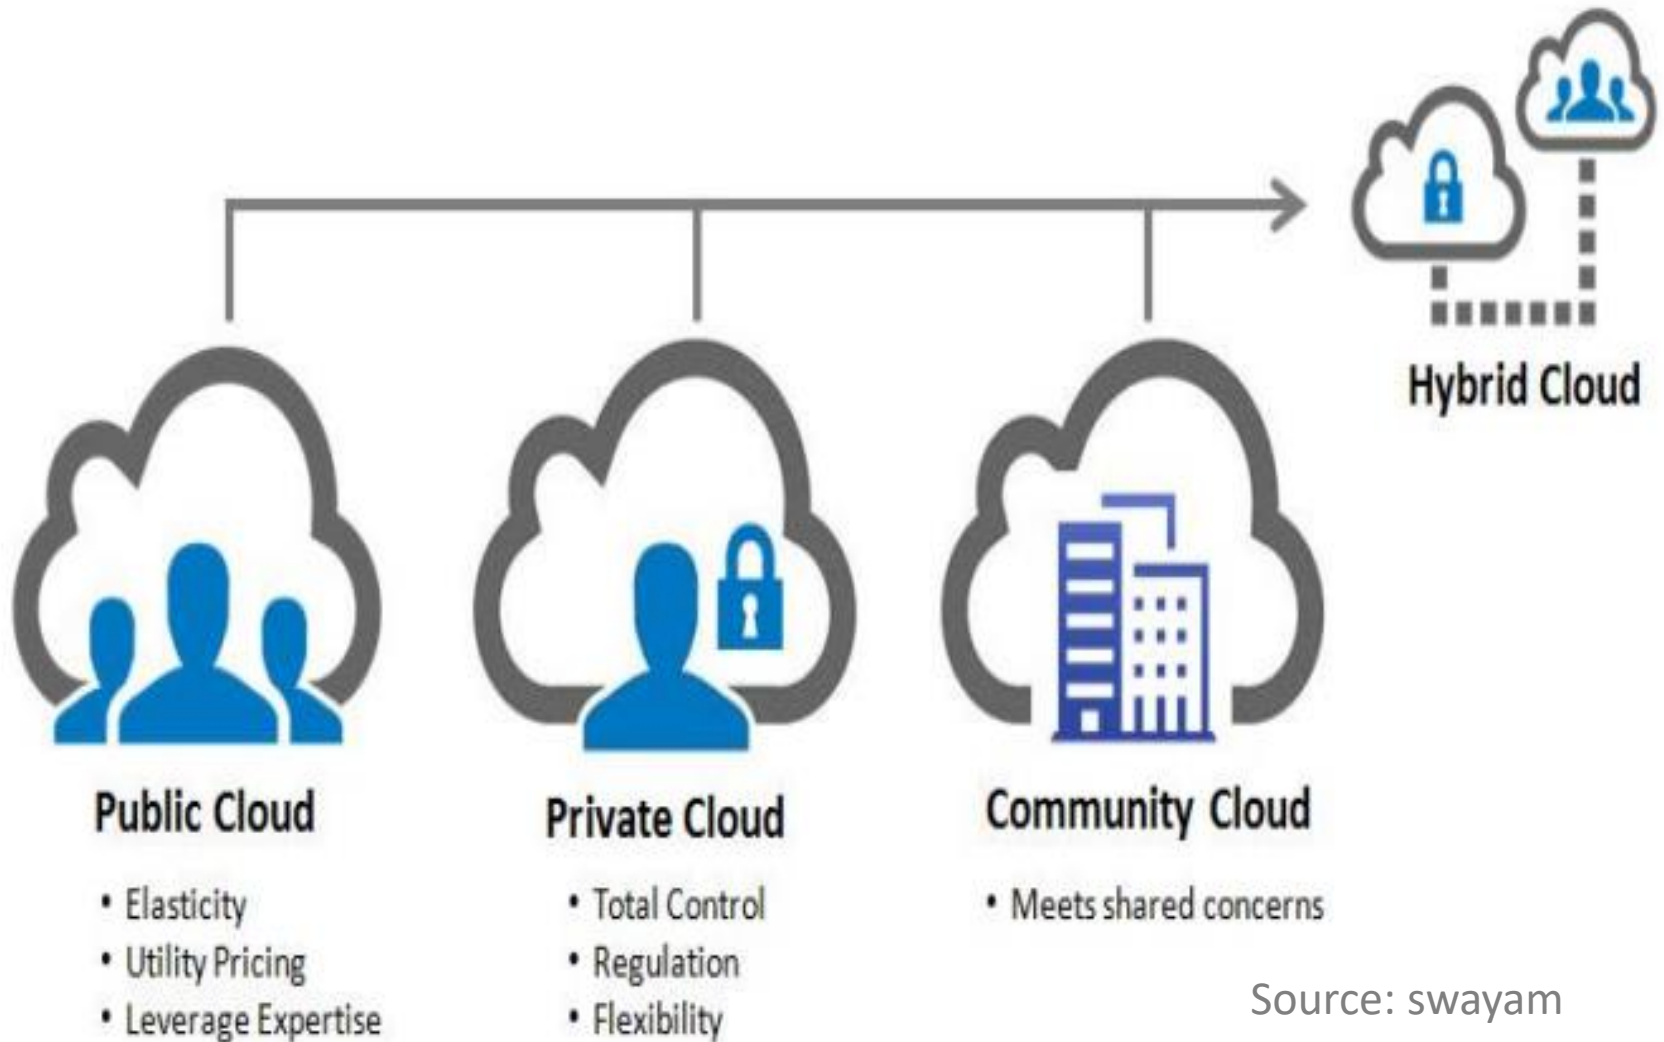 Hybrid Cloud
Public Cloud
• Elasticity
• Utility Pricing
• Leverage Expertise
Private Cloud
• Total Control
• Regulation
• Flexibility
Community Cloud
• Meets shared concerns
Source: swayam